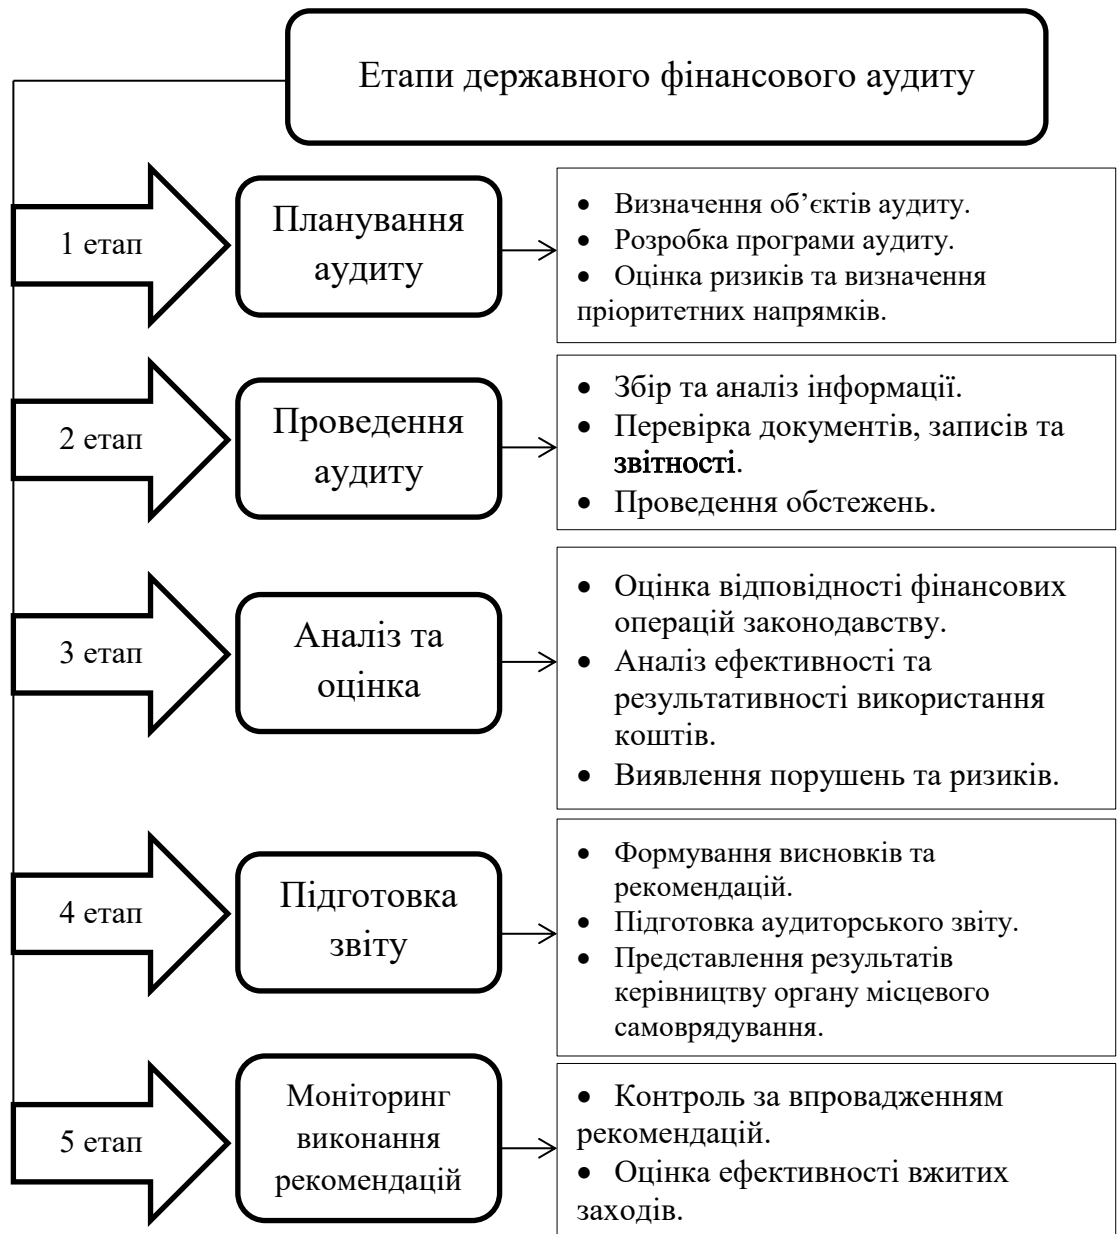 Етапи державного фінансового аудиту
1 етап
Планування
аудиту
• Визначення об’єктів аудиту.
• Розробка програми аудиту.
• Оцінка ризиків та визначення
пріоритетних напрямків.
2 етап
Проведення
аудиту
• Збір та аналіз інформації.
• Перевірка документів, записів та
звітності.
• Проведення обстежень.
3 етап
Аналіз та
оцінка
• Оцінка відповідності фінансових
операцій законодавству.
• Аналіз ефективності та
результативності використання
коштів.
• Виявлення порушень та ризиків.
4 етап
Підготовка
звіту
• Формування висновків та
рекомендацій.
• Підготовка аудиторського звіту.
• Представлення результатів
керівництву органу місцевого
самоврядування.
5 етап
Моніторинг
виконання
рекомендацій
• Контроль за впровадженням
рекомендацій.
• Оцінка ефективності вжитих
заходів.